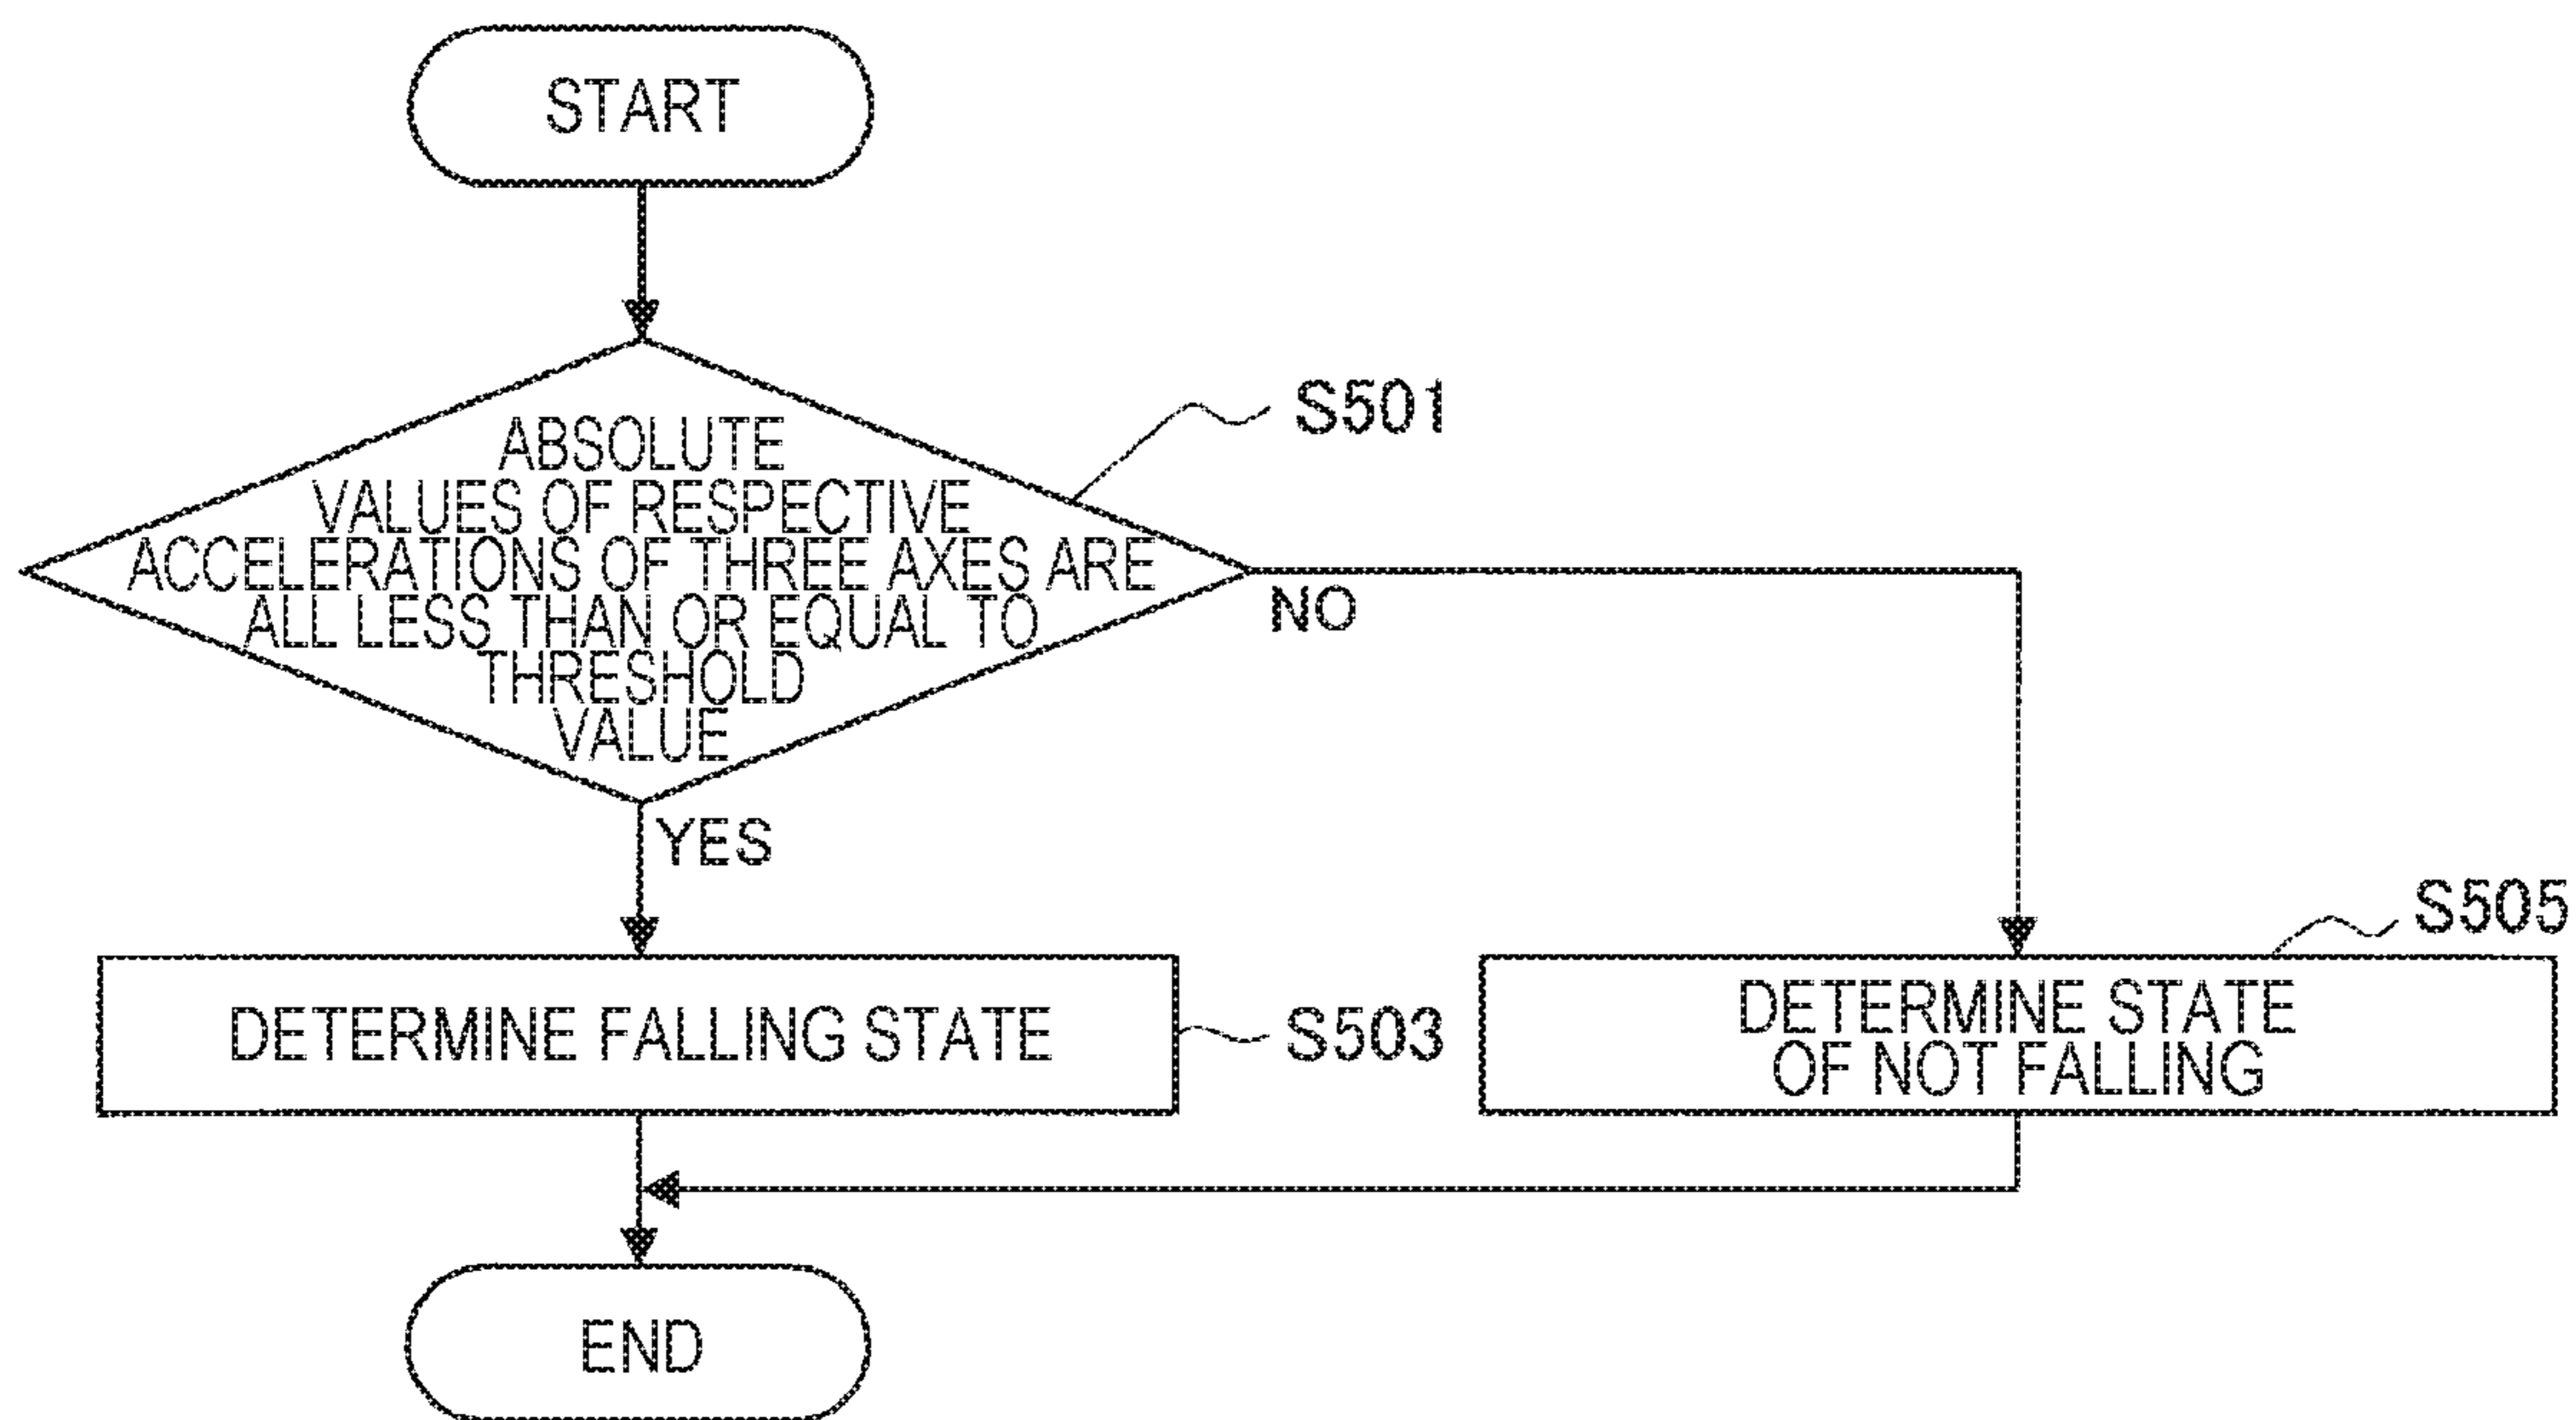 START
ABSOLUTE
VALUES OF RESPECTIVE
ACCELERATIONS OF THREE AXES ARE
ALL LESS THAN OR EQUAL TO
THRESHOLD
VALUE
S501
NO
YES
DETERMINE FALLING STATE
S503
DETERMINE STATE
OF NOT FALLING
S505
END